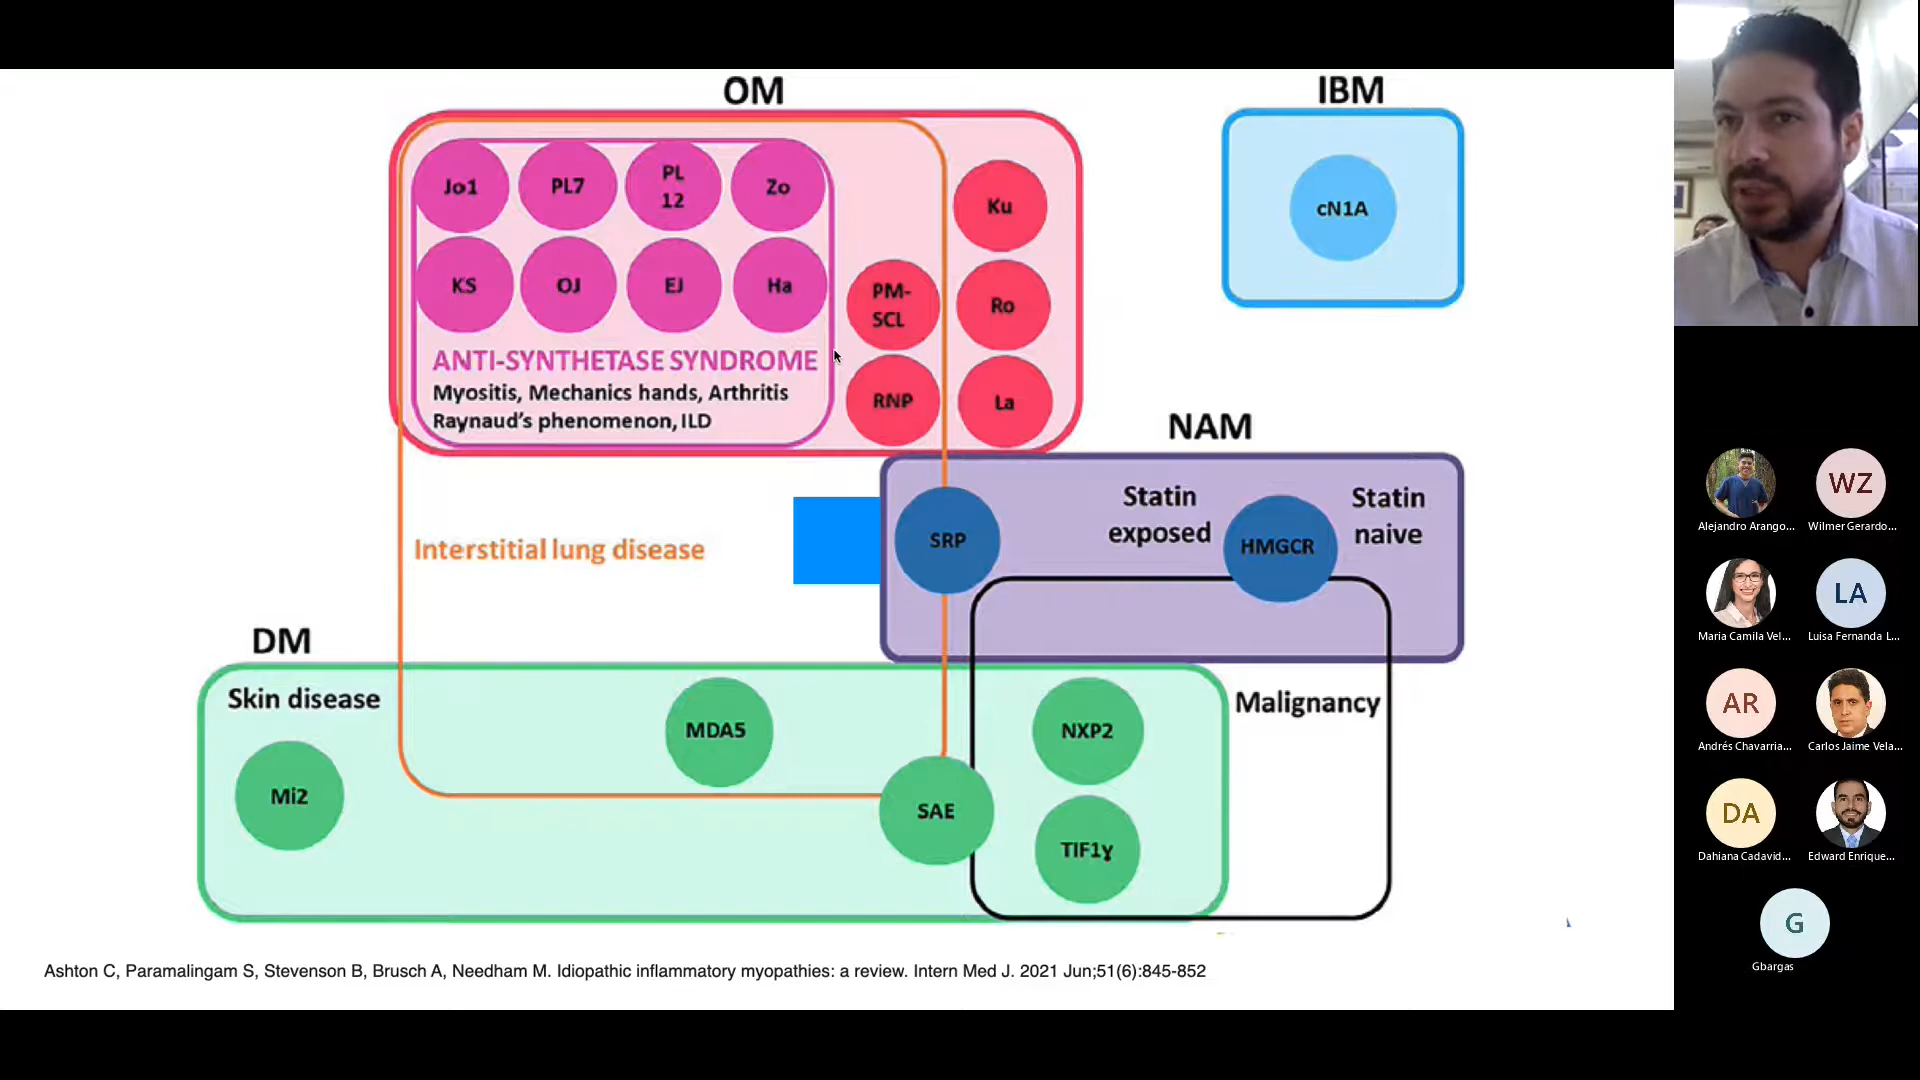 OM
IBM
Jo1
PL7
PL
12
Zo
Ku
cN1A
KS
OJ
EJ
Ha
PM-
SCL
Ro
ANTI-SYNTHETASE SYNDROME
Myositis, Mechanics hands, Arthritis
Raynaud's phenomenon, ILD
RNP
La
NAM
Interstitial lung disease
SRP
Statin
exposed
HMGCR
Statin
naive
DM
Skin disease
Mi2
MDA5
SAE
NXP2
TIF1γ
Malignancy
Ashton C, Paramalingam S, Stevenson B, Brusch A, Needham M. Idiopathic inflammatory myopathies: a review. Intern Med J. 2021 Jun;51(6):845-852
Alejandro Arango...
WZ
Wilmer Gerardo...
Maria Camila Vel...
LA
Luisa Fernanda L...
AR
Andrés Chavarria...
Carlos Jaime Vela...
DA
Dahiana Cadavid...
Edward Enrique...
G
Gbargas